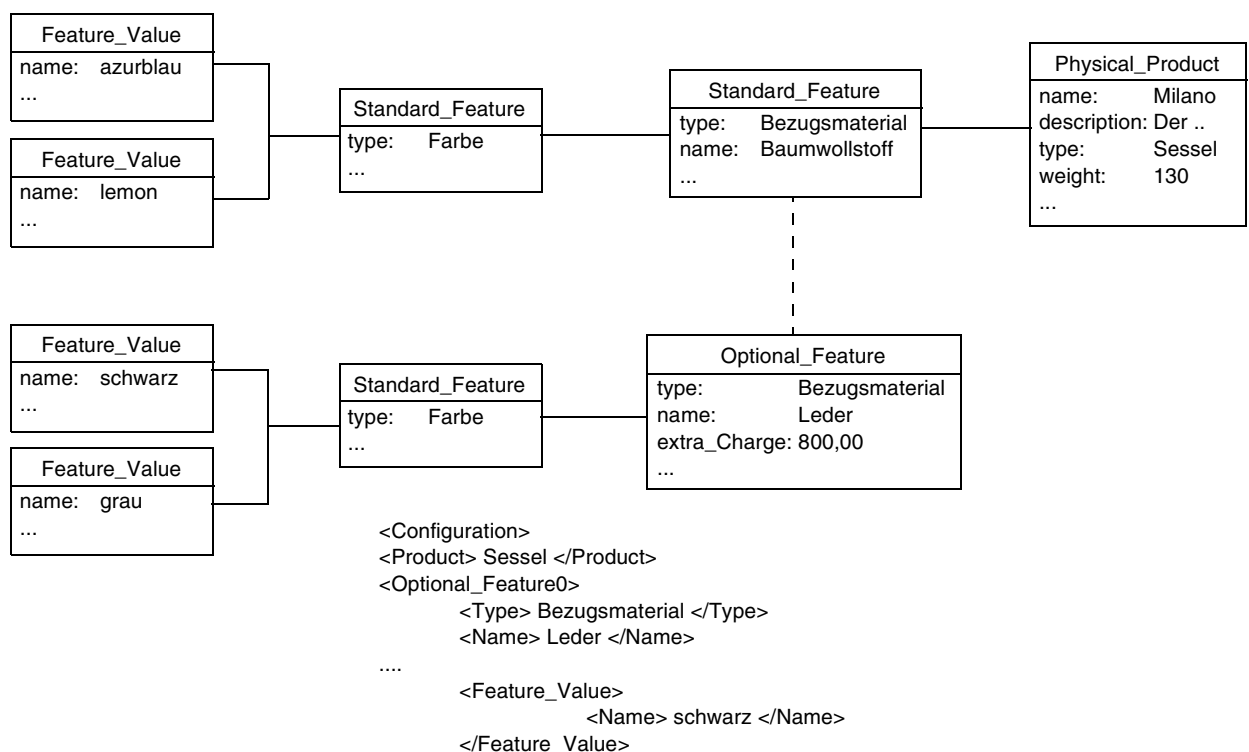 Feature_Value
name: azurblau
...
Feature_Value
name: lemon
...
Standard_Feature
type: Farbe
...
Standard_Feature
type: Bezugsmaterial
name: Baumwollstoff
...
Physical_Product
name: Milano
description: Der ..
type: Sessel
weight: 130
...
Feature_Value
name: schwarz
...
Feature_Value
name: grau
...
Standard_Feature
type: Farbe
...
Optional_Feature
type: Bezugsmaterial
name: Leder
extra_Charge: 800,00
...
<Configuration>
<Product> Sessel </Product>
<Optional_Feature0>
<Type> Bezugsmaterial </Type>
<Name> Leder </Name>
....
<Feature_Value>
<Name> schwarz </Name>
</Feature_Value>